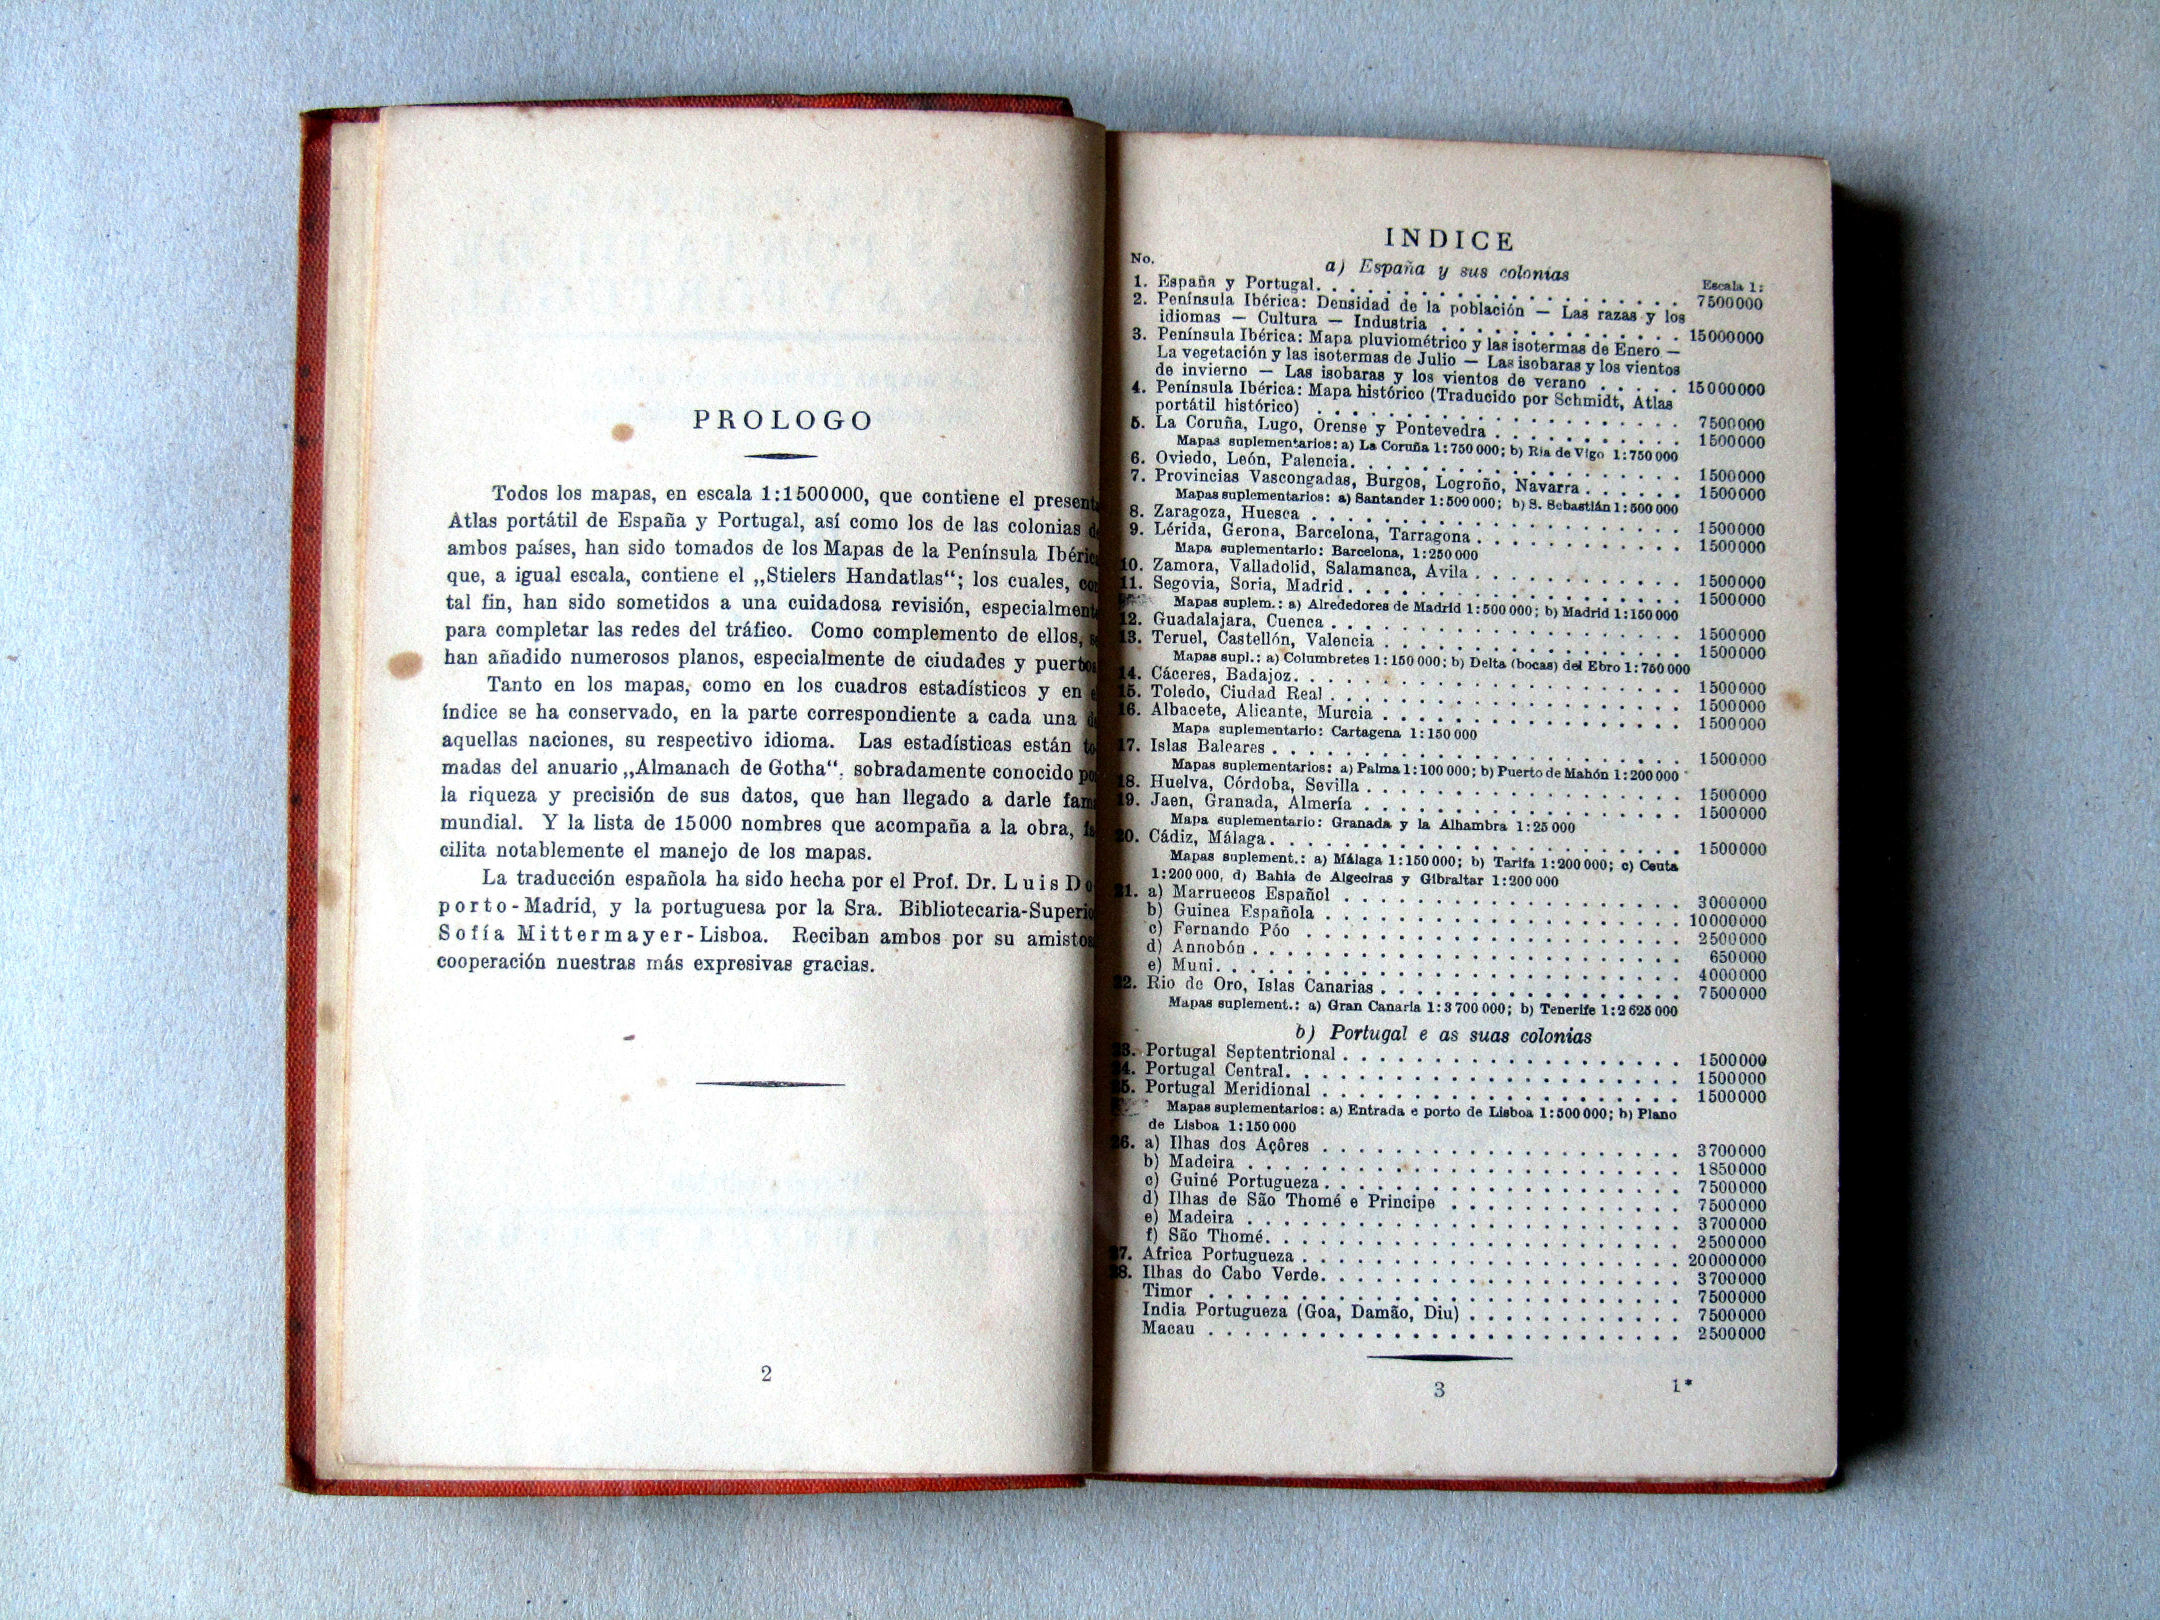 PROLOGO
Todos los mapas, en escala 1:1500000, que contiene el present
Atlas portátil de España y Portugal, así como los de las colonias d
ambos países, han sido tomados de los Mapas de la Península Ibéric
que, a igual escala, contiene el „Stielers Handatlas“; los cuales, con
tal fin, han sido sometidos a una cuidadosa revisión, especialment
para completar las redes del tráfico. Como complemento de ellos, s
han añadido numerosos planos, especialmente de ciudades y puertos
Tanto en los mapas, como en los cuadros estadísticos y en e
índice se ha conservado, en la parte correspondiente a cada una d
aquellas naciones, su respectivo idioma. Las estadísticas están to
madas del anuario „Almanach de Gotha“, sobradamente conocido po
la riqueza y precisión de sus datos, que han llegado a darle fama
mundial. Y la lista de 15000 nombres que acompaña a la obra, fa
cilita notablemente el manejo de los mapas.
La traducción española ha sido hecha por el Prof. Dr. Luis Do
porto-Madrid, y la portuguesa por la Sra. Bibliotecaria-Superio
Sofía Mittermayer-Lisboa. Reciban ambos por su amistos
cooperación nuestras más expresivas gracias.
2
INDICE
a) España y sus colonias
No. Escala 1:
1. España y Portugal. . . . . 7500000
2. Península Ibérica: Densidad de la población — Las razas y los
idiomas — Cultura — Industria . . . . . 15000000
3. Península Ibérica: Mapa pluviométrico y las isotermas de Enero —
La vegetación y las isotermas de Julio — Las isobaras y los vientos
de invierno — Las isobaras y los vientos de verano . . . . . 15000000
4. Península Ibérica: Mapa histórico (Traducido por Schmidt, Atlas
portátil histórico) . . . . . 7500000
5. La Coruña, Lugo, Orense y Pontevedra . . . . . 1500000
Mapas suplementarios: a) La Coruña 1:750000; b) Ria de Vigo 1:750000
6. Oviedo, León, Palencia. . . . . 1500000
7. Provincias Vascongadas, Burgos, Logroño, Navarra . . . . . 1500000
Mapas suplementarios: a) Santander 1:500000; b) S. Sebastián 1:500000
8. Zaragoza, Huesca . . . . . 1500000
9. Lérida, Gerona, Barcelona, Tarragona . . . . . 1500000
Mapa suplementario: Barcelona, 1:250000
10. Zamora, Valladolid, Salamanca, Avila . . . . . 1500000
11. Segovia, Soria, Madrid. . . . . 1500000
Mapas suplem.: a) Alrededores de Madrid 1:500000; b) Madrid 1:150000
12. Guadalajara, Cuenca . . . . . 1500000
13. Teruel, Castellón, Valencia . . . . . 1500000
Mapas supl.: a) Columbretes 1:150000; b) Delta (bocas) del Ebro 1:750000
14. Cáceres, Badajoz. . . . . 1500000
15. Toledo, Ciudad Real . . . . . 1500000
16. Albacete, Alicante, Murcia . . . . . 1500000
Mapa suplementario: Cartagena 1:150000
17. Islas Baleares . . . . . 1500000
Mapas suplementarios: a) Palma 1:100000; b) Puerto de Mahón 1:200000
18. Huelva, Córdoba, Sevilla . . . . . 1500000
19. Jaen, Granada, Almería . . . . . 1500000
Mapa suplementario: Granada y la Alhambra 1:25000
20. Cádiz, Málaga. . . . . 1500000
Mapas suplement.: a) Málaga 1:150000; b) Tarifa 1:200000; c) Ceuta
1:200000, d) Bahia de Algeciras y Gibraltar 1:200000
21. a) Marruecos Español . . . . . 3000000
b) Guinea Española . . . . . 10000000
c) Fernando Póo . . . . . 2500000
d) Annobón . . . . . 650000
e) Muni. . . . . 4000000
22. Rio de Oro, Islas Canarias . . . . . 7500000
Mapas suplement.: a) Gran Canaria 1:3700000; b) Tenerife 1:2625000
b) Portugal e as suas colonias
23. Portugal Septentrional . . . . . 1500000
24. Portugal Central. . . . . 1500000
25. Portugal Meridional . . . . . 1500000
Mapas suplementarios: a) Entrada e porto de Lisboa 1:500000; b) Plano
de Lisboa 1:150000
26. a) Ilhas dos Açôres . . . . . 3700000
b) Madeira . . . . . 1850000
c) Guiné Portugueza . . . . . 7500000
d) Ilhas de São Thomé e Principe . . . . . 7500000
e) Madeira . . . . . 3700000
f) São Thomé. . . . . 2500000
27. Africa Portugueza . . . . . 20000000
28. Ilhas do Cabo Verde. . . . . 3700000
Timor . . . . . 7500000
India Portugueza (Goa, Damão, Diu) . . . . . 7500000
Macau . . . . . 2500000
3 1*